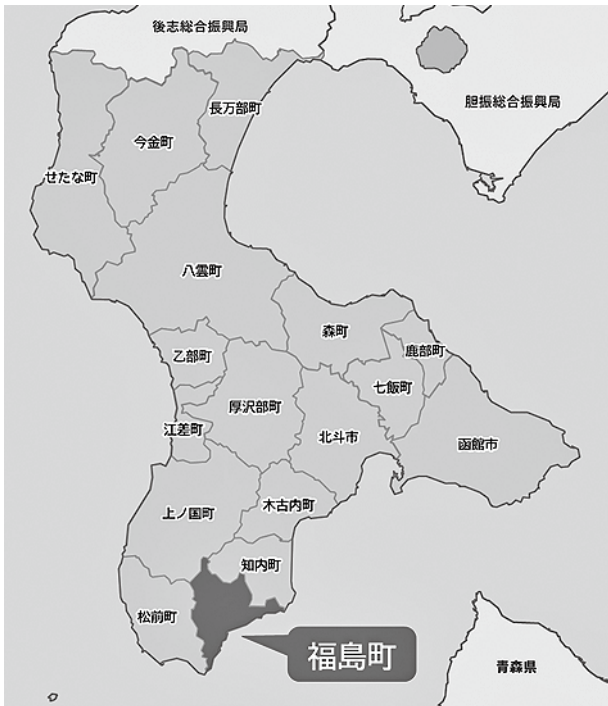 後志総合振興局
胆振総合振興局
長万部町
今金町
せたな町
八雲町
森町
鹿部町
乙部町
七飯町
厚沢部町
江差町
北斗市
函館市
上ノ国町
木古内町
知内町
松前町
福島町
青森県